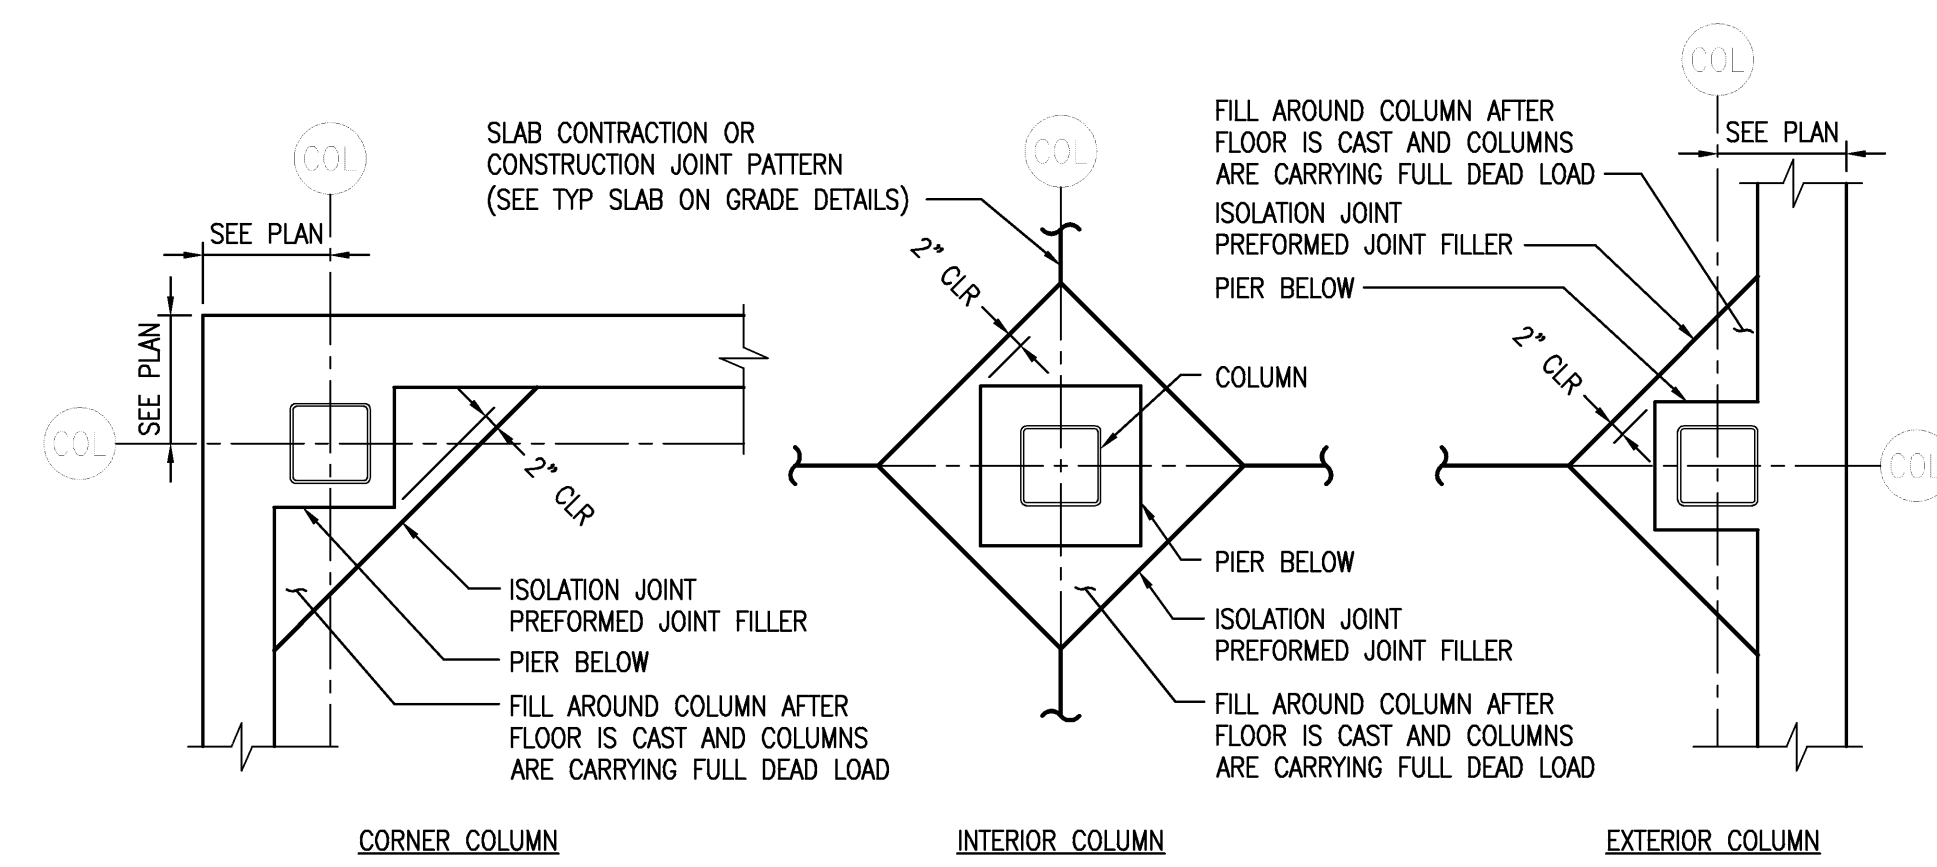 COL
SEE PLAN
SEE PLAN
COL
2" CLR
ISOLATION JOINT
PREFORMED JOINT FILLER
PIER BELOW
FILL AROUND COLUMN AFTER
FLOOR IS CAST AND COLUMNS
ARE CARRYING FULL DEAD LOAD
CORNER COLUMN
SLAB CONTRACTION OR
CONSTRUCTION JOINT PATTERN
(SEE TYP SLAB ON GRADE DETAILS)
COL
2" CLR
COLUMN
PIER BELOW
ISOLATION JOINT
PREFORMED JOINT FILLER
FILL AROUND COLUMN AFTER
FLOOR IS CAST AND COLUMNS
ARE CARRYING FULL DEAD LOAD
INTERIOR COLUMN
COL
FILL AROUND COLUMN AFTER
FLOOR IS CAST AND COLUMNS
ARE CARRYING FULL DEAD LOAD
SEE PLAN
ISOLATION JOINT
PREFORMED JOINT FILLER
PIER BELOW
2" CLR
COL
EXTERIOR COLUMN